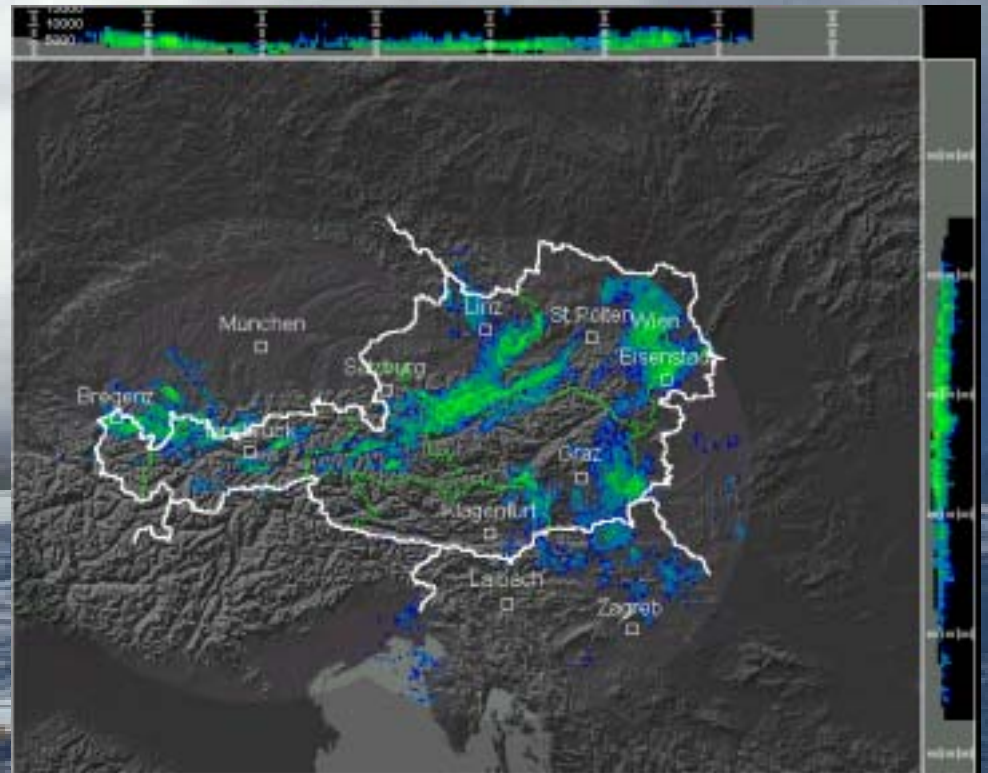 10000
5000
Linz
St.Pölten
Wien
München
Eisenstadt
Salzburg
Bregenz
Graz
Klagenfurt
Laibach
Zagreb